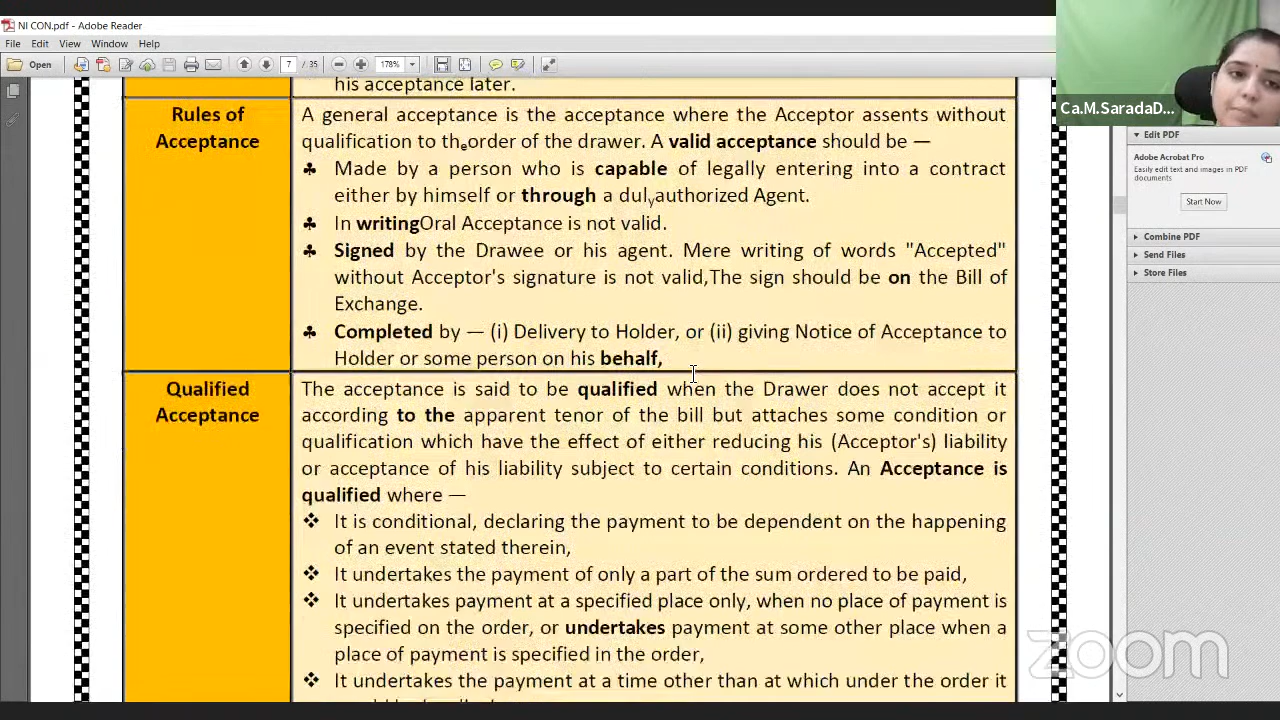 NI CON.pdf - Adobe Reader
File Edit View Window Help
Open 7 / 35 178%
his acceptance later.
Rules of
Acceptance
A general acceptance is the acceptance where the Acceptor assents without
qualification to theorder of the drawer. A valid acceptance should be —
♣ Made by a person who is capable of legally entering into a contract
either by himself or through a dulyauthorized Agent.
♣ In writingOral Acceptance is not valid.
♣ Signed by the Drawee or his agent. Mere writing of words "Accepted"
without Acceptor's signature is not valid,The sign should be on the Bill of
Exchange.
♣ Completed by — (i) Delivery to Holder, or (ii) giving Notice of Acceptance to
Holder or some person on his behalf,
Qualified
Acceptance
The acceptance is said to be qualified when the Drawer does not accept it
according to the apparent tenor of the bill but attaches some condition or
qualification which have the effect of either reducing his (Acceptor's) liability
or acceptance of his liability subject to certain conditions. An Acceptance is
qualified where —
❖ It is conditional, declaring the payment to be dependent on the happening
of an event stated therein,
❖ It undertakes the payment of only a part of the sum ordered to be paid,
❖ It undertakes payment at a specified place only, when no place of payment is
specified on the order, or undertakes payment at some other place when a
place of payment is specified in the order,
❖ It undertakes the payment at a time other than at which under the order it
Ca.M.SaradaD...
Edit PDF
Adobe Acrobat Pro
Easily edit text and images in PDF
documents
Start Now
Combine PDF
Send Files
Store Files
zoom